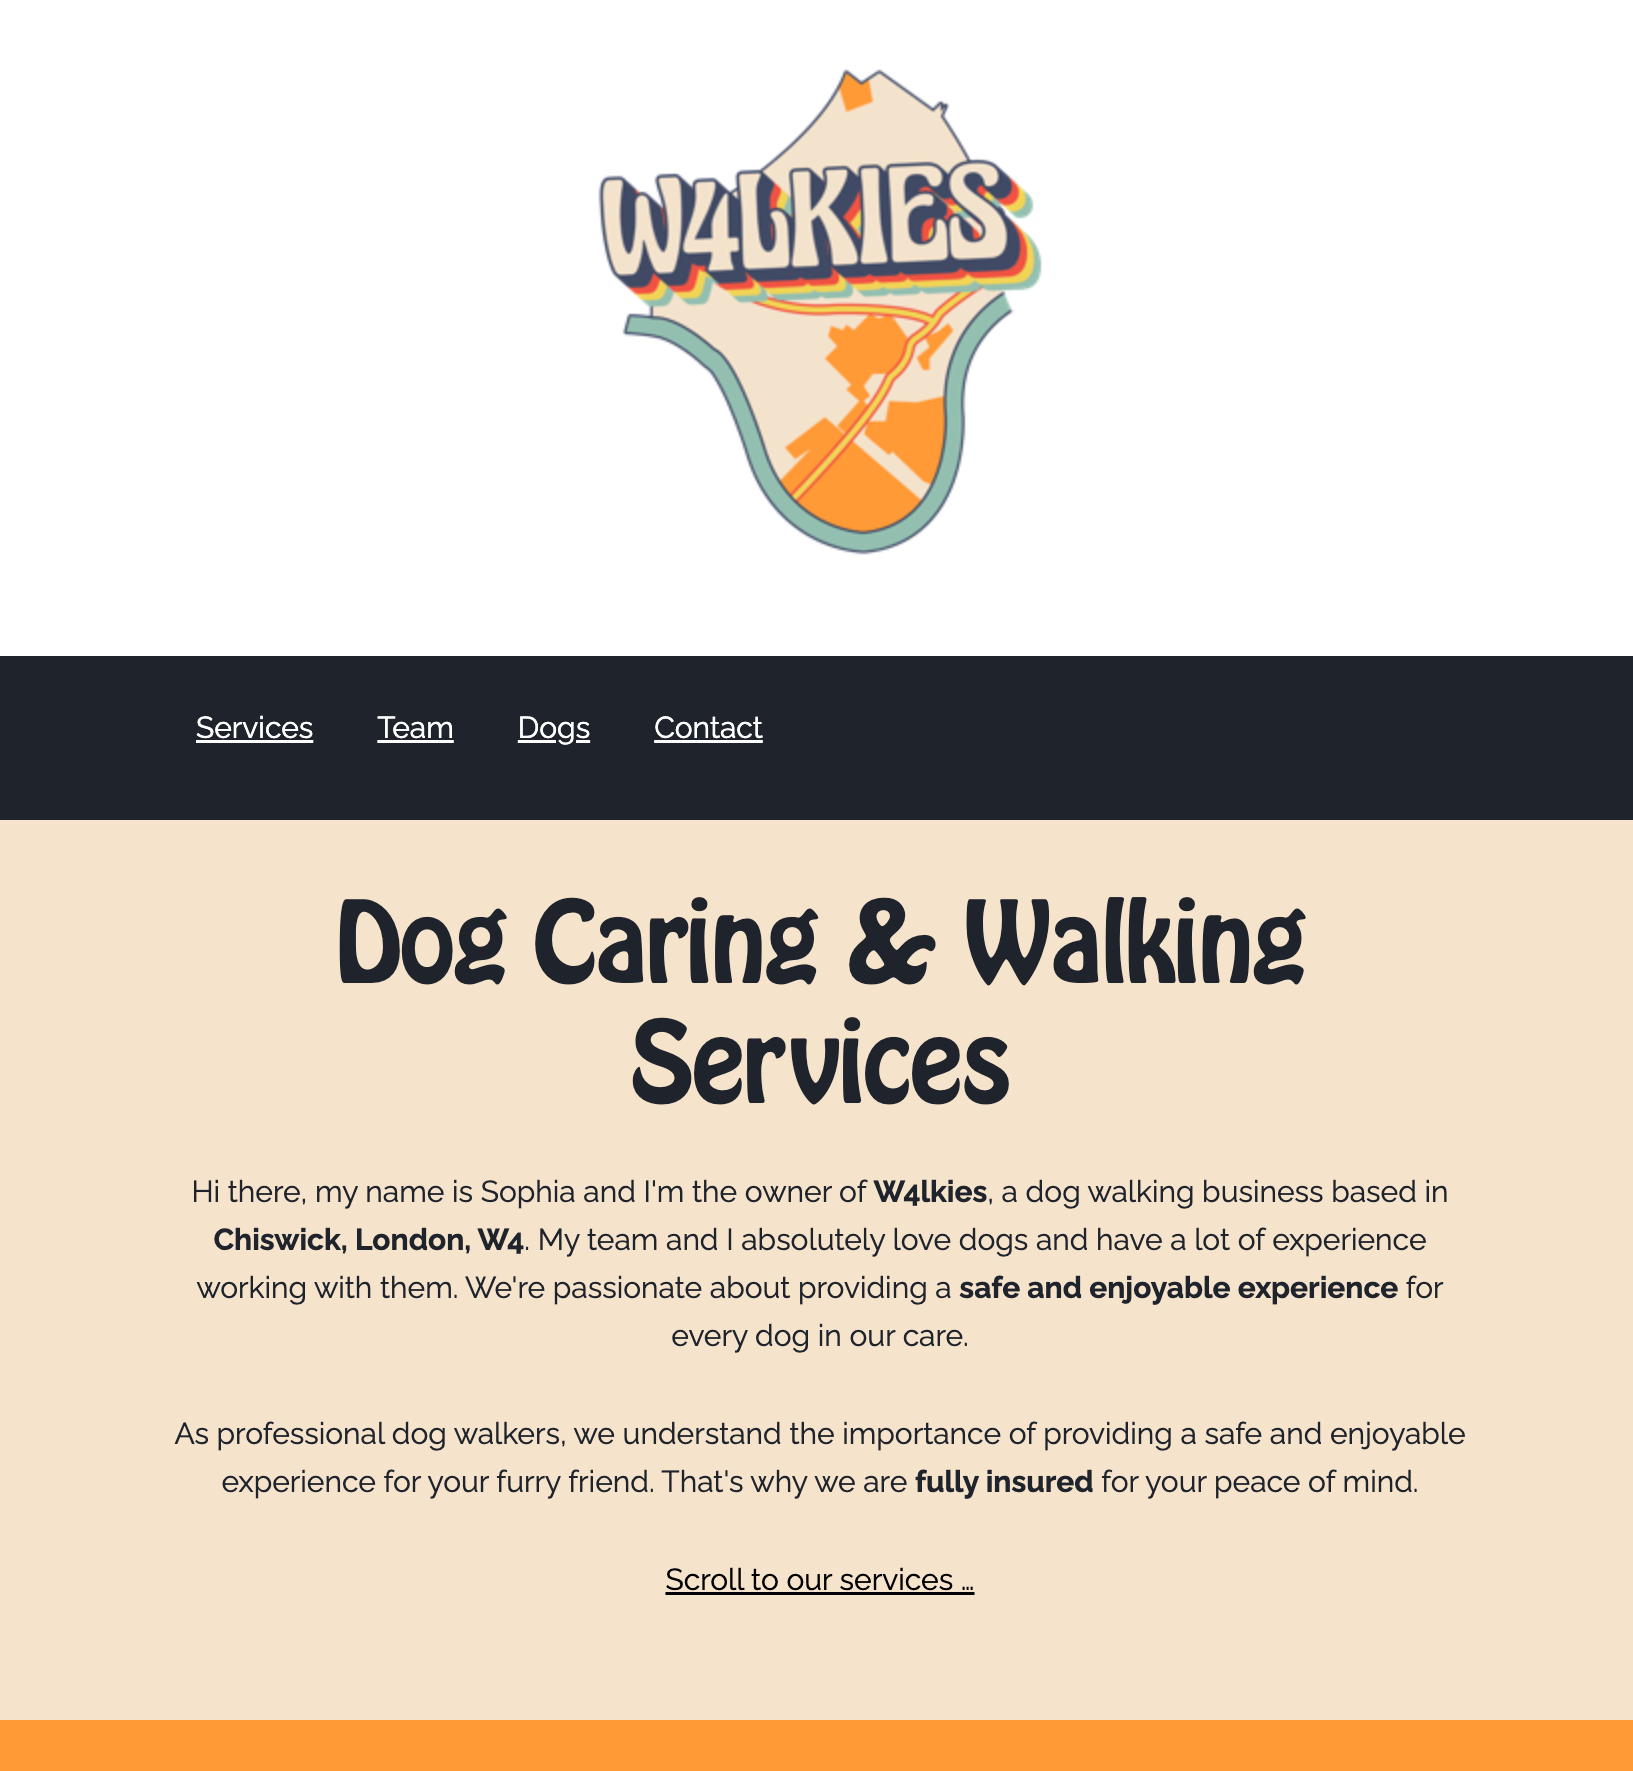 W4LKIES
Services Team Dogs Contact
Dog Caring & Walking
Services
Hi there, my name is Sophia and I'm the owner of W4lkies, a dog walking business based in
Chiswick, London, W4. My team and I absolutely love dogs and have a lot of experience
working with them. We're passionate about providing a safe and enjoyable experience for
every dog in our care.
As professional dog walkers, we understand the importance of providing a safe and enjoyable
experience for your furry friend. That's why we are fully insured for your peace of mind.
Scroll to our services ...